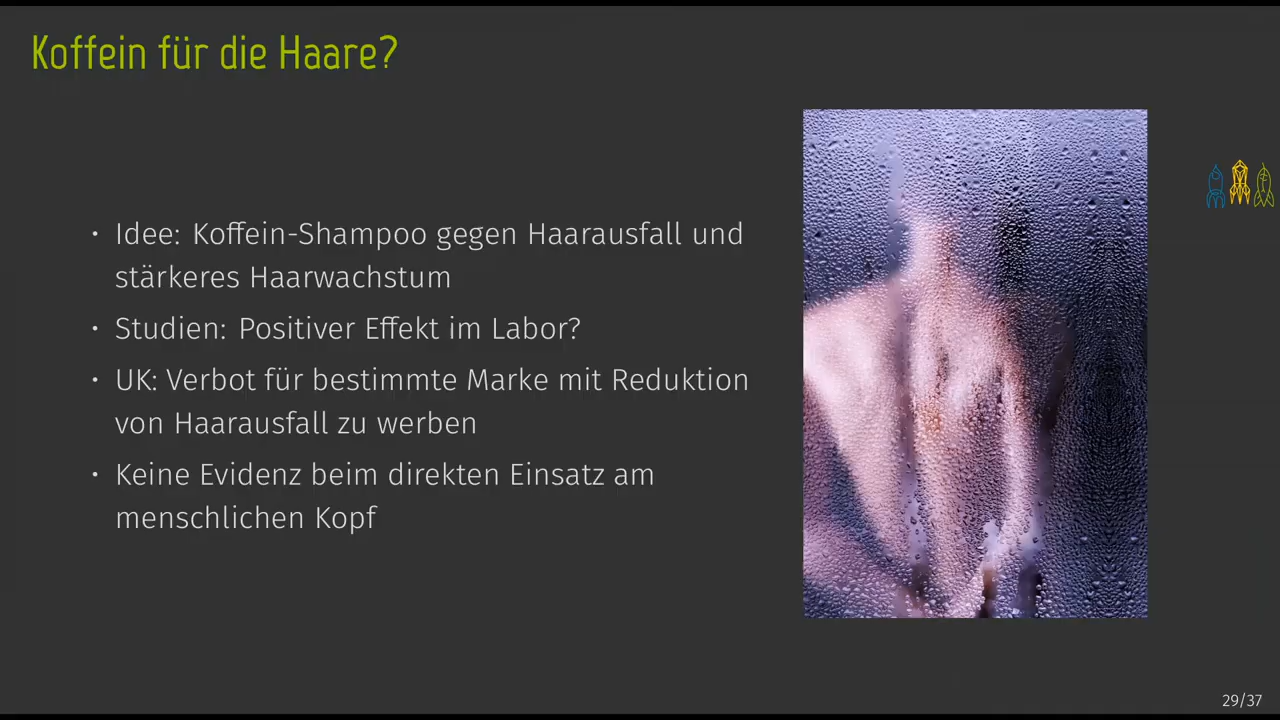 Koffein für die Haare?
• Idee: Koffein-Shampoo gegen Haarausfall und
stärkeres Haarwachstum
• Studien: Positiver Effekt im Labor?
• UK: Verbot für bestimmte Marke mit Reduktion
von Haarausfall zu werben
• Keine Evidenz beim direkten Einsatz am
menschlichen Kopf
29/37